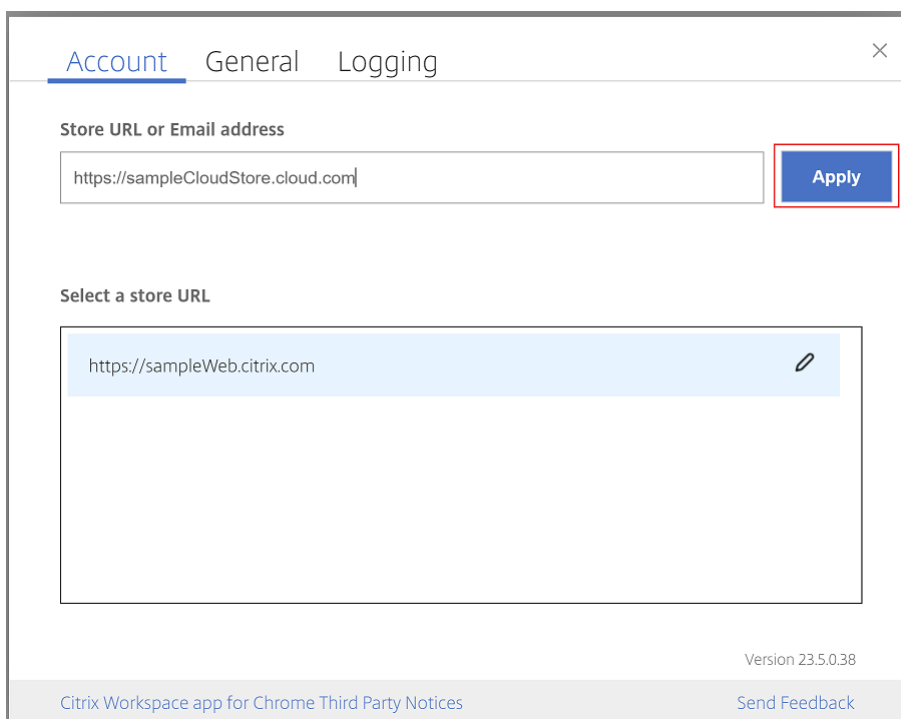 Account General Logging
Store URL or Email address
https://sampleCloudStore.cloud.com
Apply
Select a store URL
https://sampleWeb.citrix.com
Version 23.5.0.38
Citrix Workspace app for Chrome Third Party Notices Send Feedback